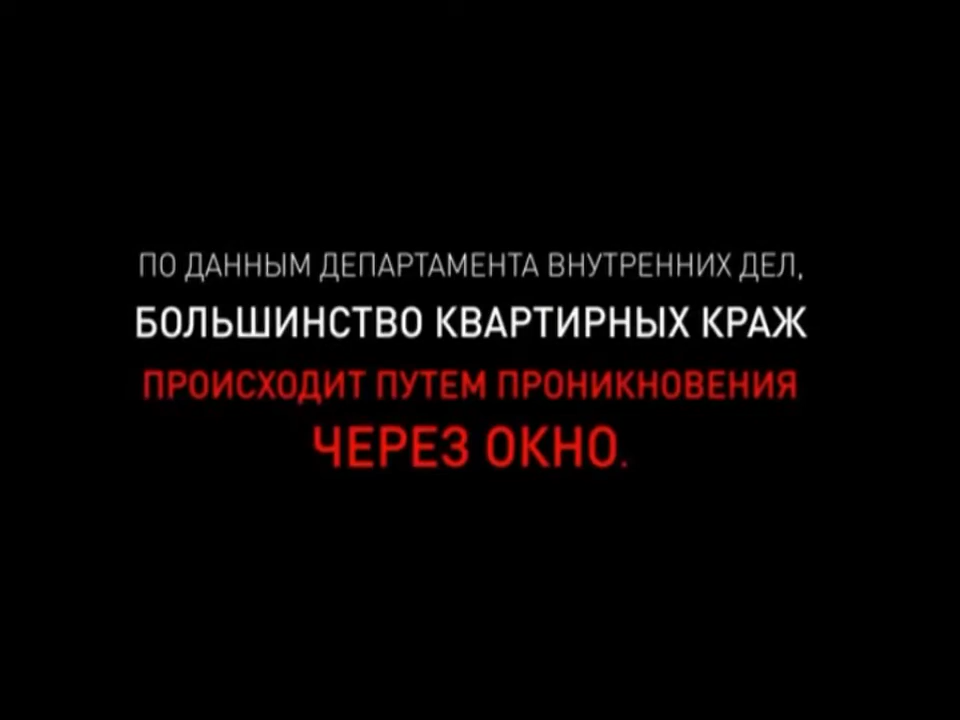 ПО ДАННЫМ ДЕПАРТАМЕНТА ВНУТРЕННИХ ДЕЛ,
БОЛЬШИНСТВО КВАРТИРНЫХ КРАЖ
ПРОИСХОДИТ ПУТЕМ ПРОНИКНОВЕНИЯ
ЧЕРЕЗ ОКНО.